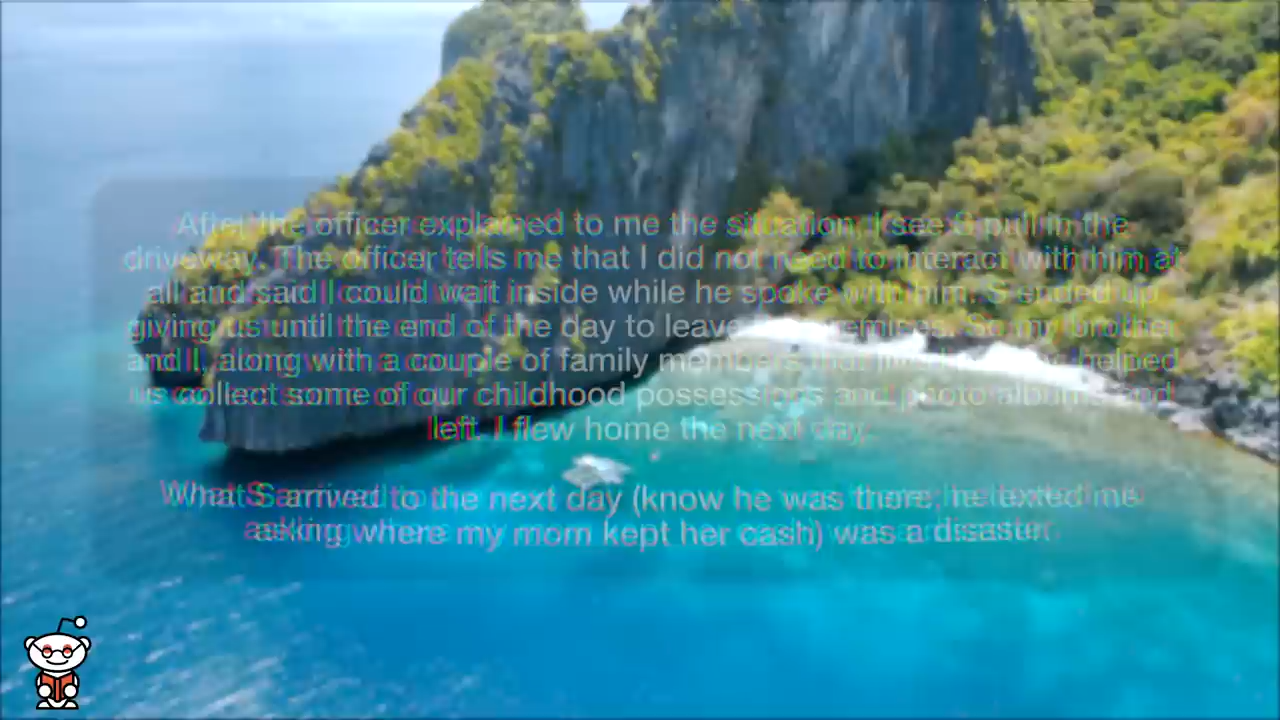 After the officer explained to me the situation, I see S pull in the
driveway. The officer tells me that I did not need to interact with him at
all and said I could wait inside while he spoke with him. S ended up
giving us until the end of the day to leave premises. So my brother
and I, along with a couple of family members that helped
us collect some of our childhood possessions and photo albums and
left. I flew home the next day.
What S arrived to the next day (know he was there, he texted me
asking where my mom kept her cash) was a disaster.